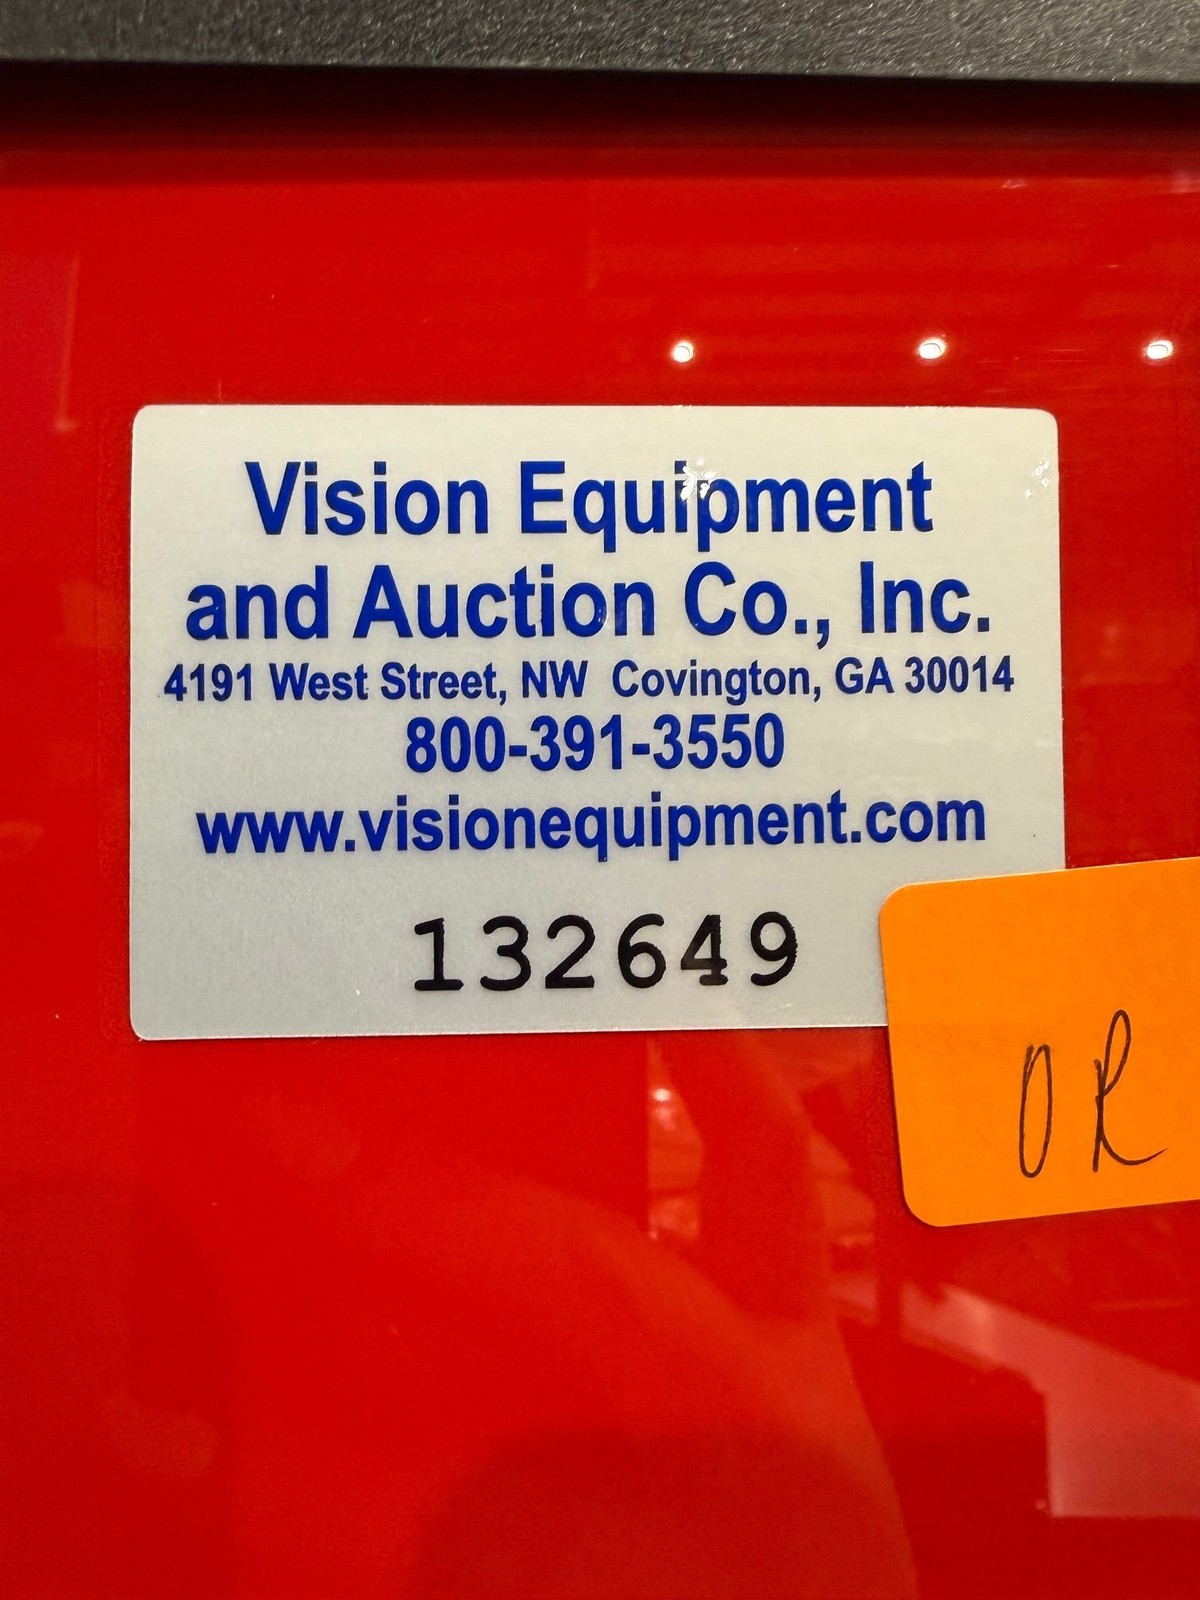 Vision Equipment
and Auction Co., Inc.
4191 West Street, NW Covington, GA 30014
800-391-3550
www.visionequipment.com
132649
OR